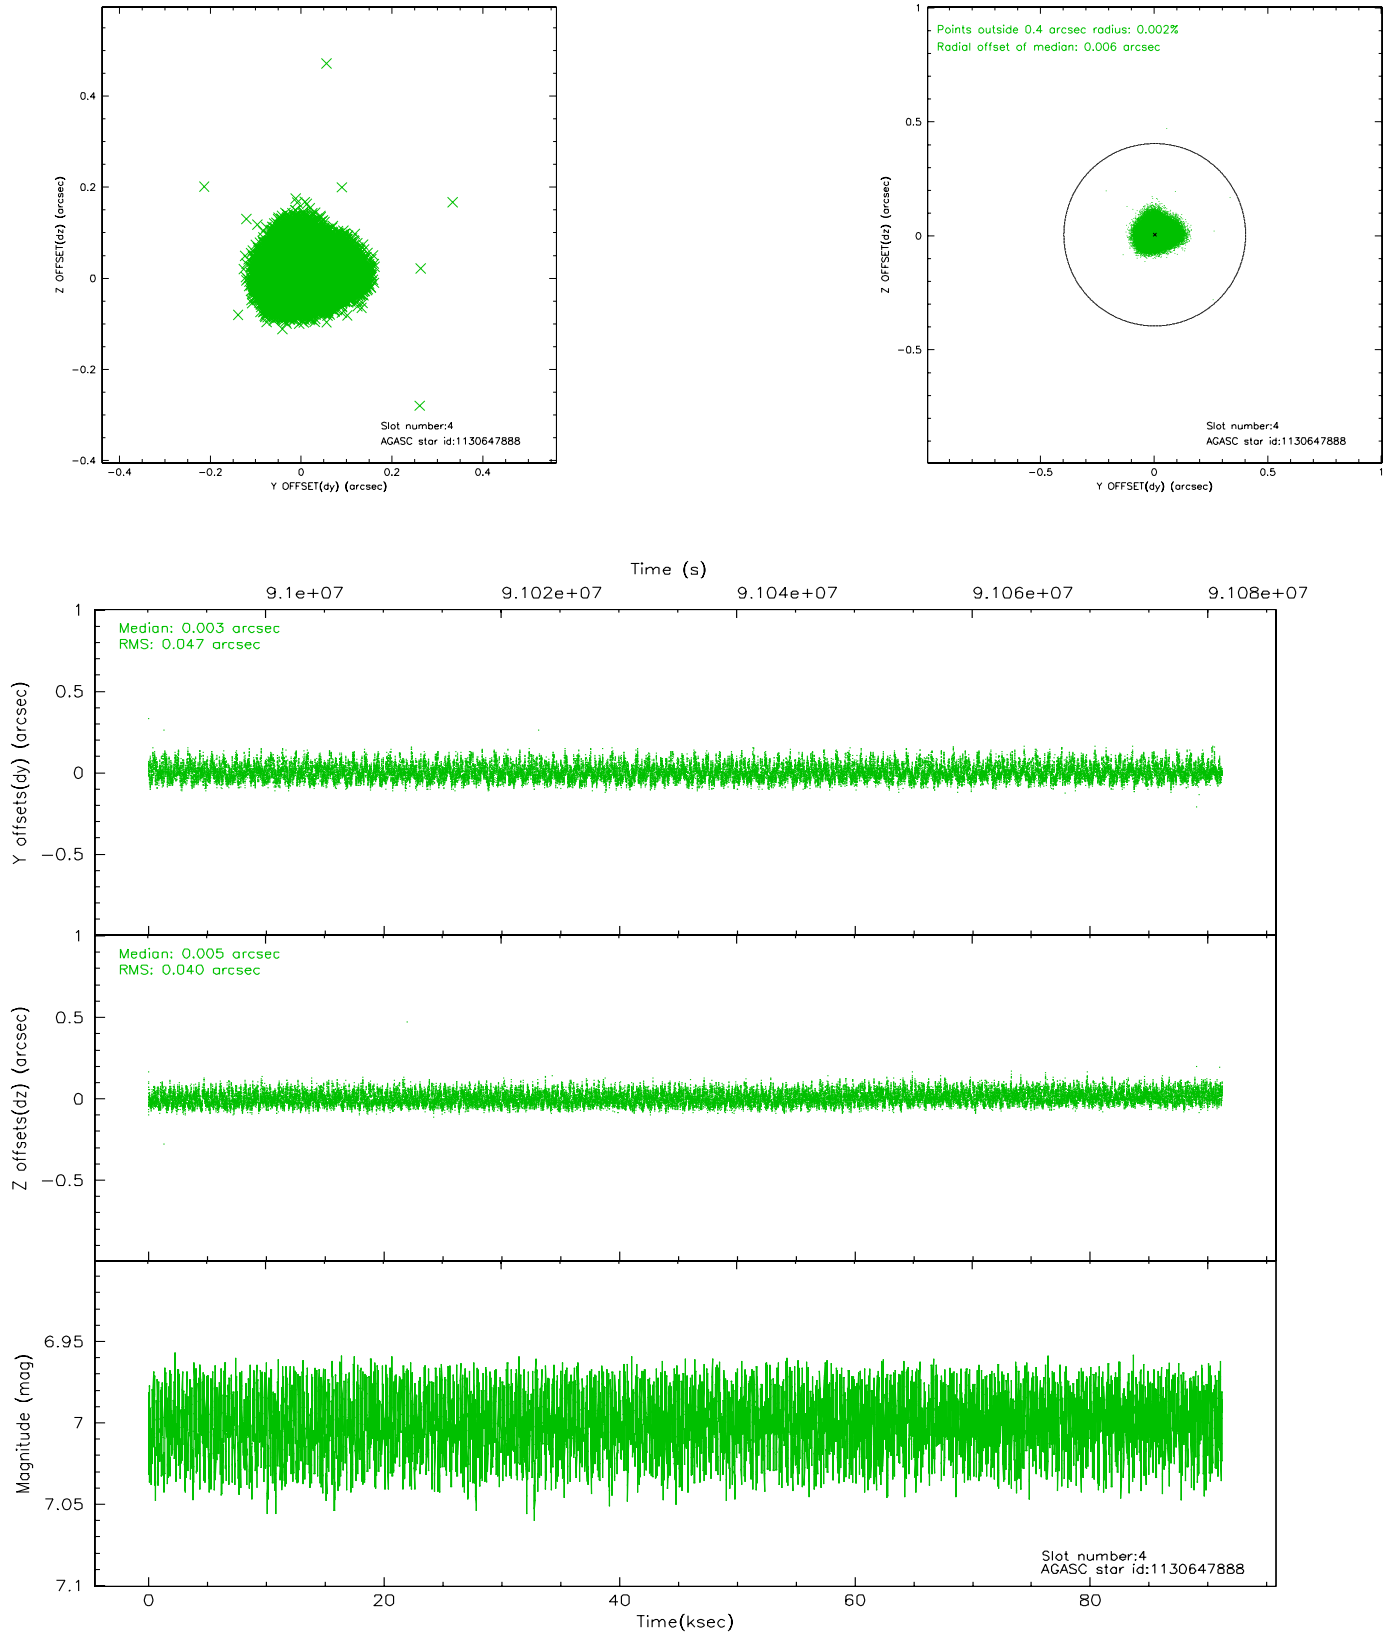 0.4
0.2
0
−0.2
−0.4
Z OFFSET(dz) (arcsec)
−0.4 −0.2 0 0.2 0.4
Y OFFSET(dy) (arcsec)
Slot number:4
AGASC star id:1130647888
Points outside 0.4 arcsec radius: 0.002%
Radial offset of median: 0.006 arcsec
1
0.5
0
−0.5
Z OFFSET(dz) (arcsec)
−0.5 0 0.5 1
Y OFFSET(dy) (arcsec)
Slot number:4
AGASC star id:1130647888
Time (s)
9.1e+07 9.102e+07 9.104e+07 9.106e+07 9.108e+07
Median: 0.003 arcsec
RMS: 0.047 arcsec
1
0.5
0
−0.5
Y offsets(dy) (arcsec)
Median: 0.005 arcsec
RMS: 0.040 arcsec
1
0.5
0
−0.5
Z offsets(dz) (arcsec)
6.95
7
7.05
7.1
Magnitude (mag)
Slot number:4
AGASC star id:1130647888
0 20 40 60 80
Time(ksec)